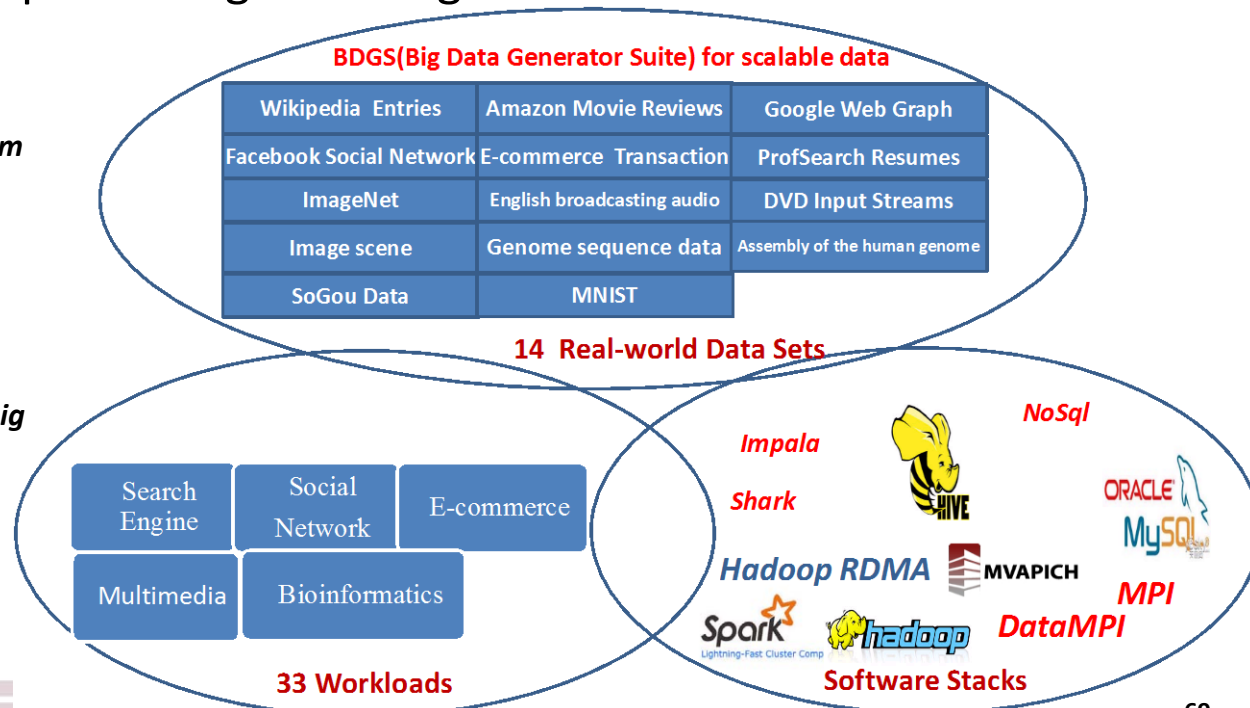 BDGS(Big Data Generator Suite) for scalable data
Wikipedia Entries
Amazon Movie Reviews
Google Web Graph
Facebook Social Network
E-commerce Transaction
ProfSearch Resumes
ImageNet
English broadcasting audio
DVD Input Streams
Image scene
Genome sequence data
Assembly of the human genome
SoGou Data
MNIST
14 Real-world Data Sets
Search
Engine
Social
Network
E-commerce
Multimedia
Bioinformatics
33 Workloads
NoSql
Impala
Shark
HIVE
ORACLE
MySQL
Hadoop RDMA
MVAPICH
MPI
Spark
Lightning-Fast Cluster Comp
hadoop
DataMPI
Software Stacks